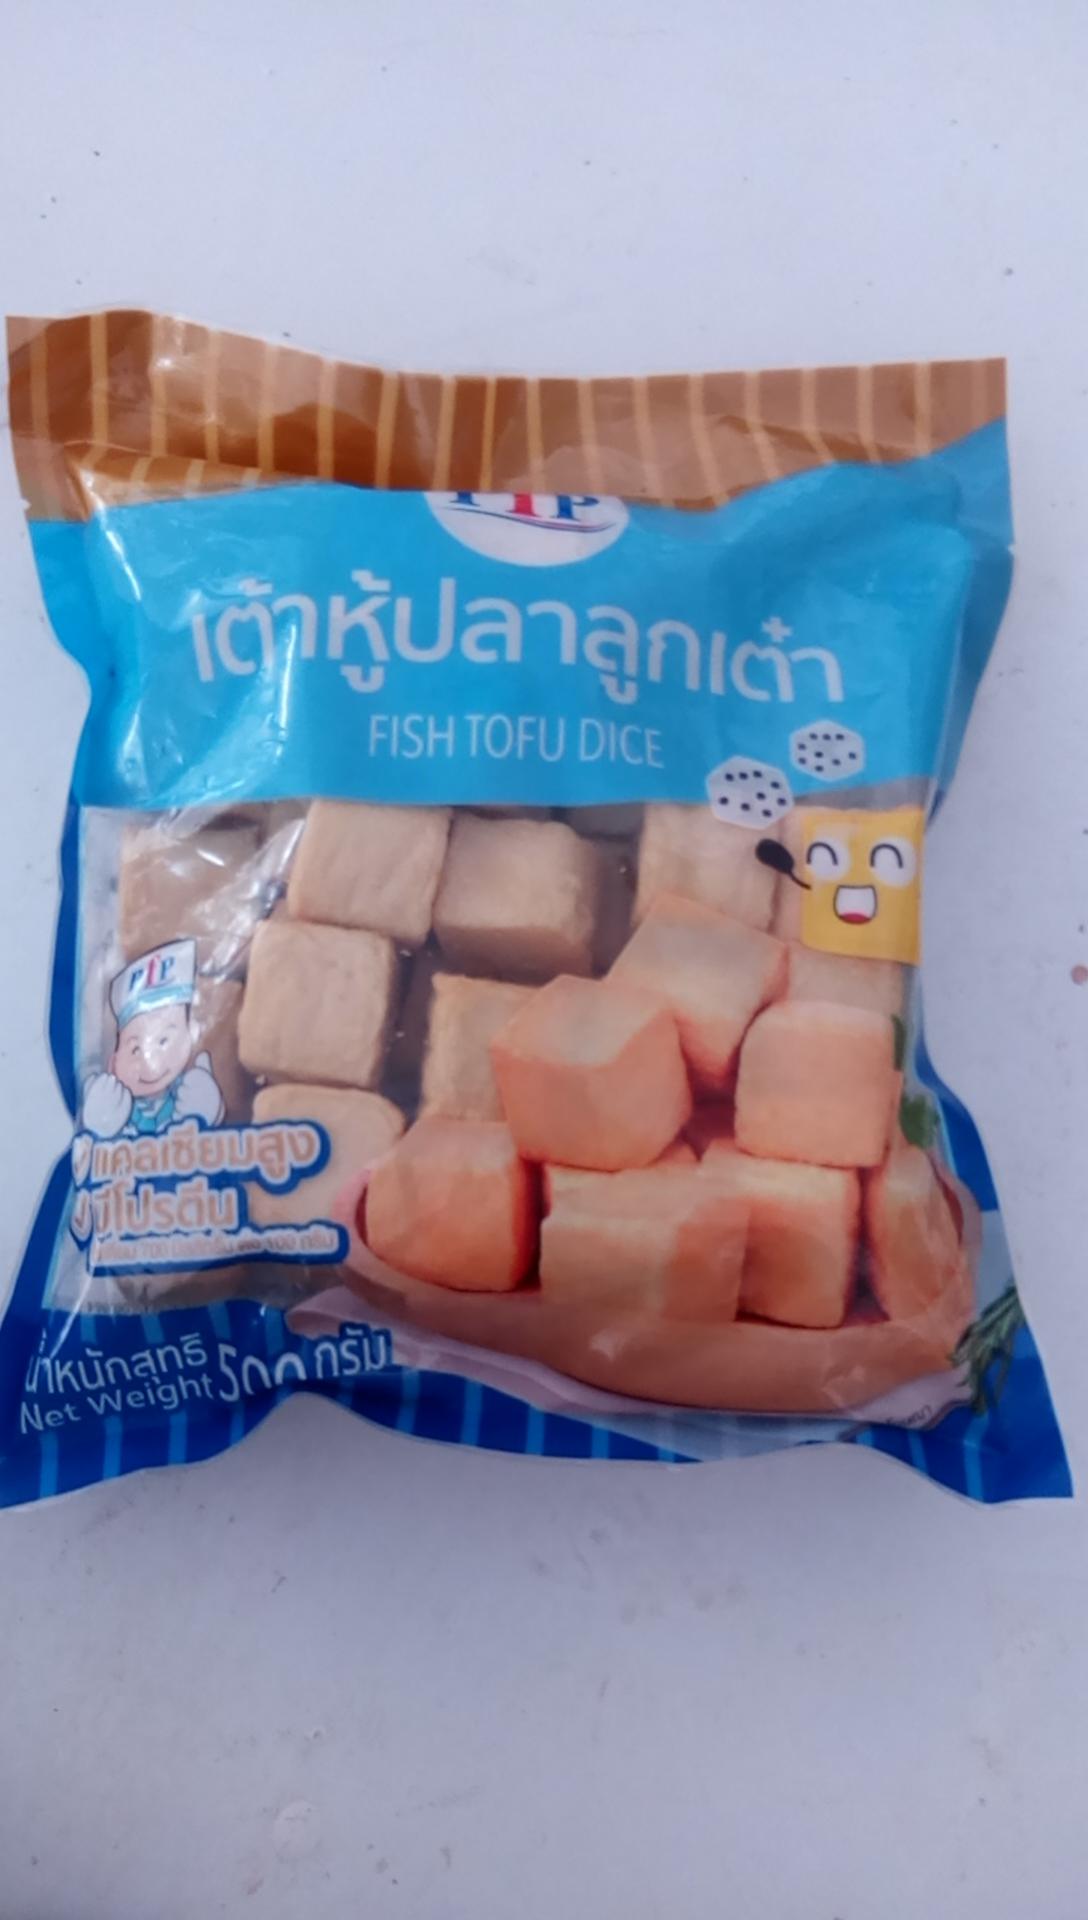 PFP
เต้าหู้ปลาลูกเต๋า
FISH TOFU DICE
PFP
แคลเซียมสูง
มีโปรตีน
น้ำหนักสุทธิ 500 กรัม
Net Weight